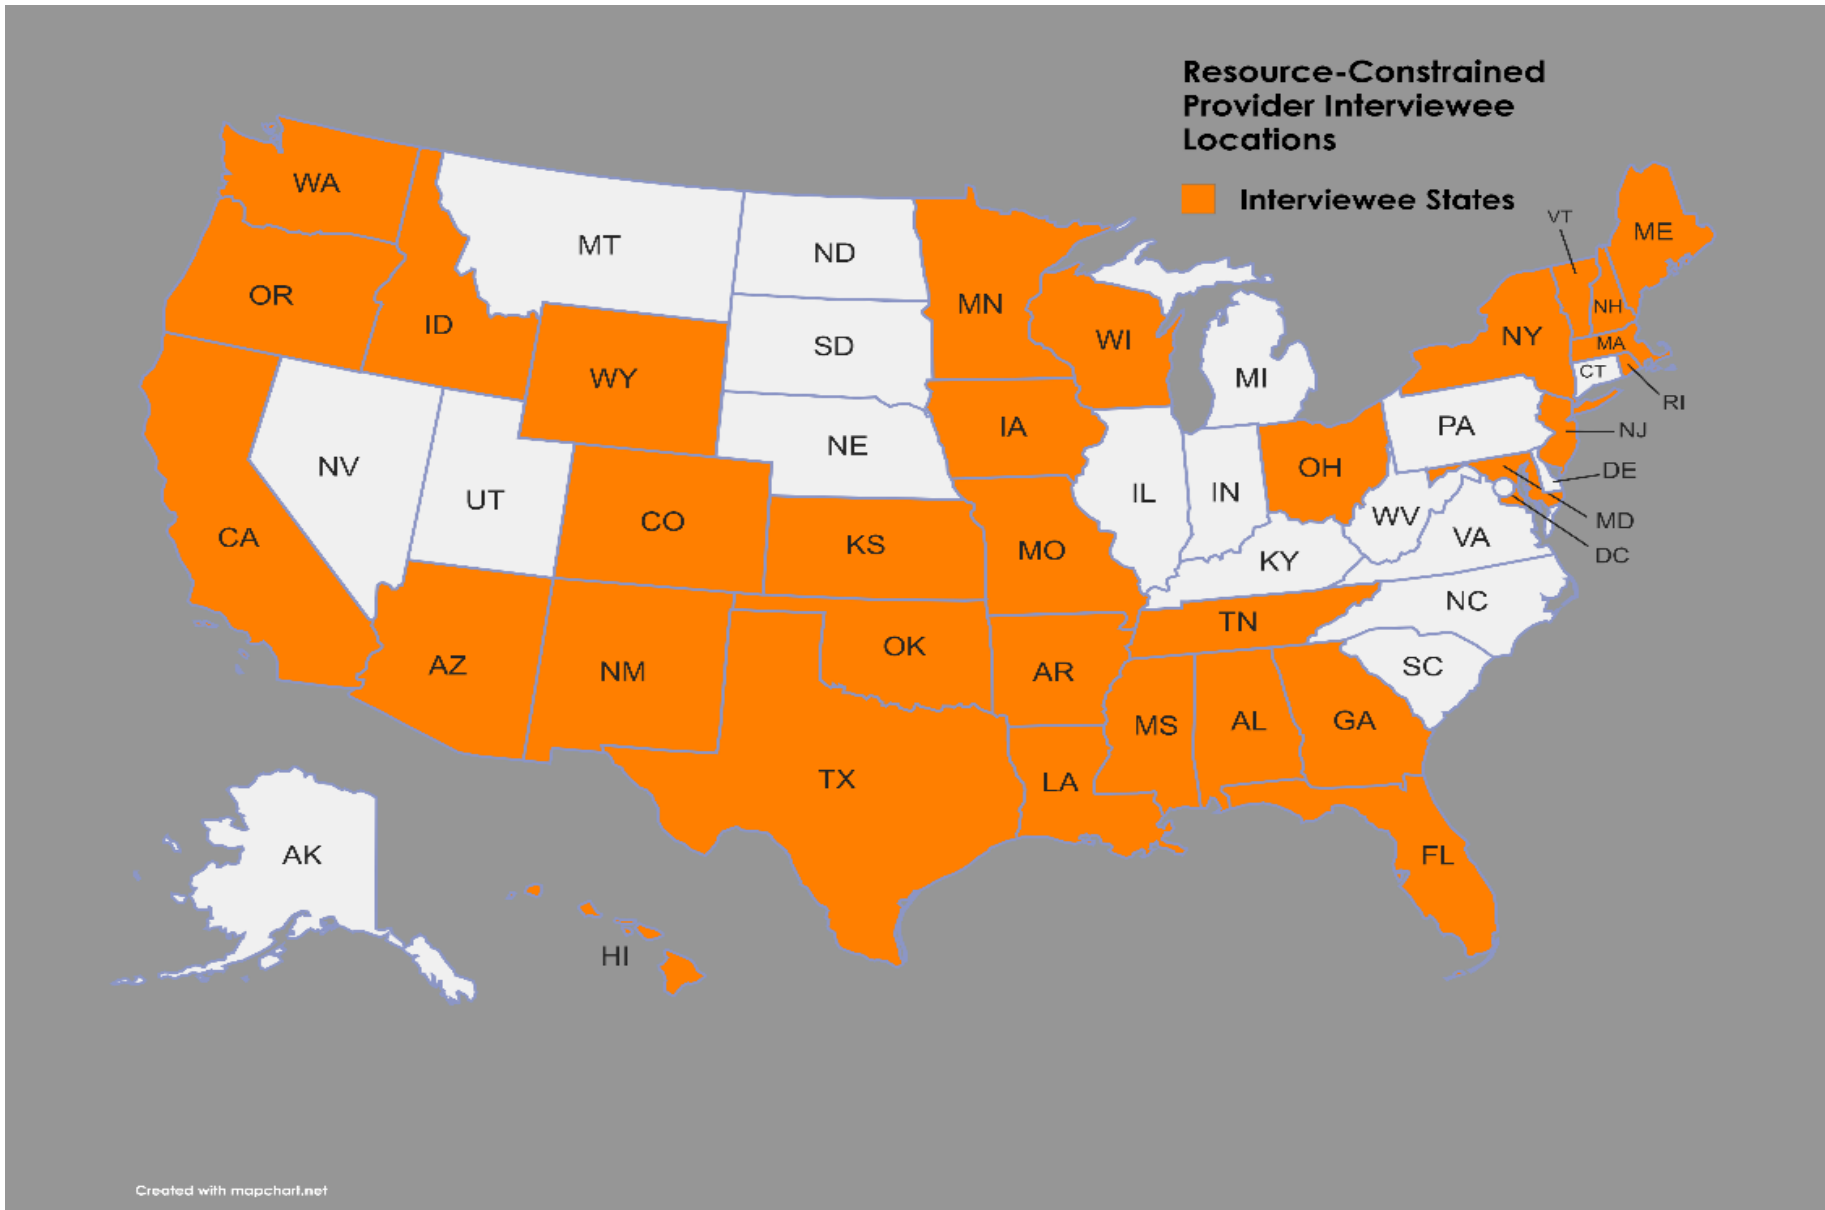 Resource-Constrained
Provider Interviewee
Locations
Interviewee States
WA
MT
ND
MN
VT
ME
OR
ID
SD
WI
NH
NY
MA
WY
MI
CT
RI
IA
PA
NJ
NE
NV
OH
DE
UT
IL
IN
CO
WV
MD
CA
KS
MO
VA
DC
KY
NC
TN
OK
AZ
NM
AR
SC
MS
AL
GA
TX
LA
AK
FL
HI
Created with mapchart.net